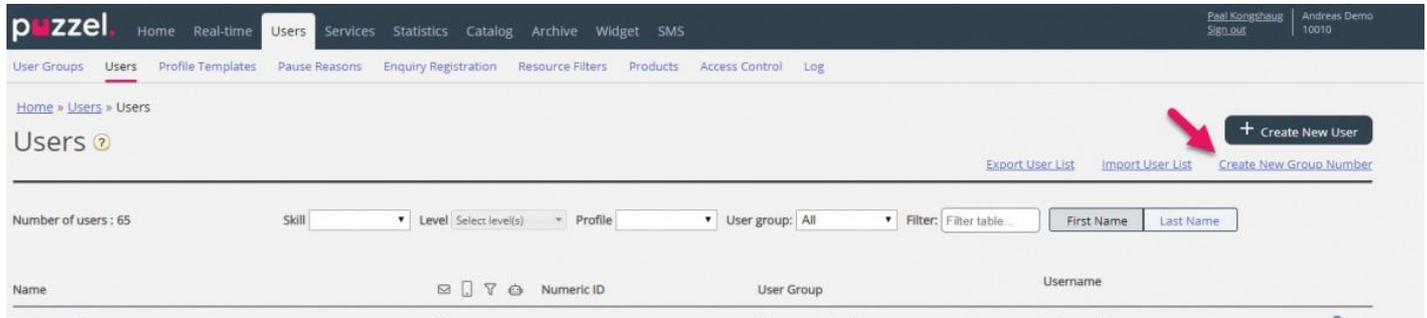 puzzel. Home Real-time Users Services Statistics Catalog Archive Widget SMS
Paal Kongshaug Andreas Demo
Sign out 10010
User Groups Users Profile Templates Pause Reasons Enquiry Registration Resource Filters Products Access Control Log
Home » Users » Users
Users ?
+ Create New User
Export User List Import User List Create New Group Number
Number of users : 65 Skill Level Select level(s) Profile User group: All Filter: Filter table... First Name Last Name
Name Numeric ID User Group Username